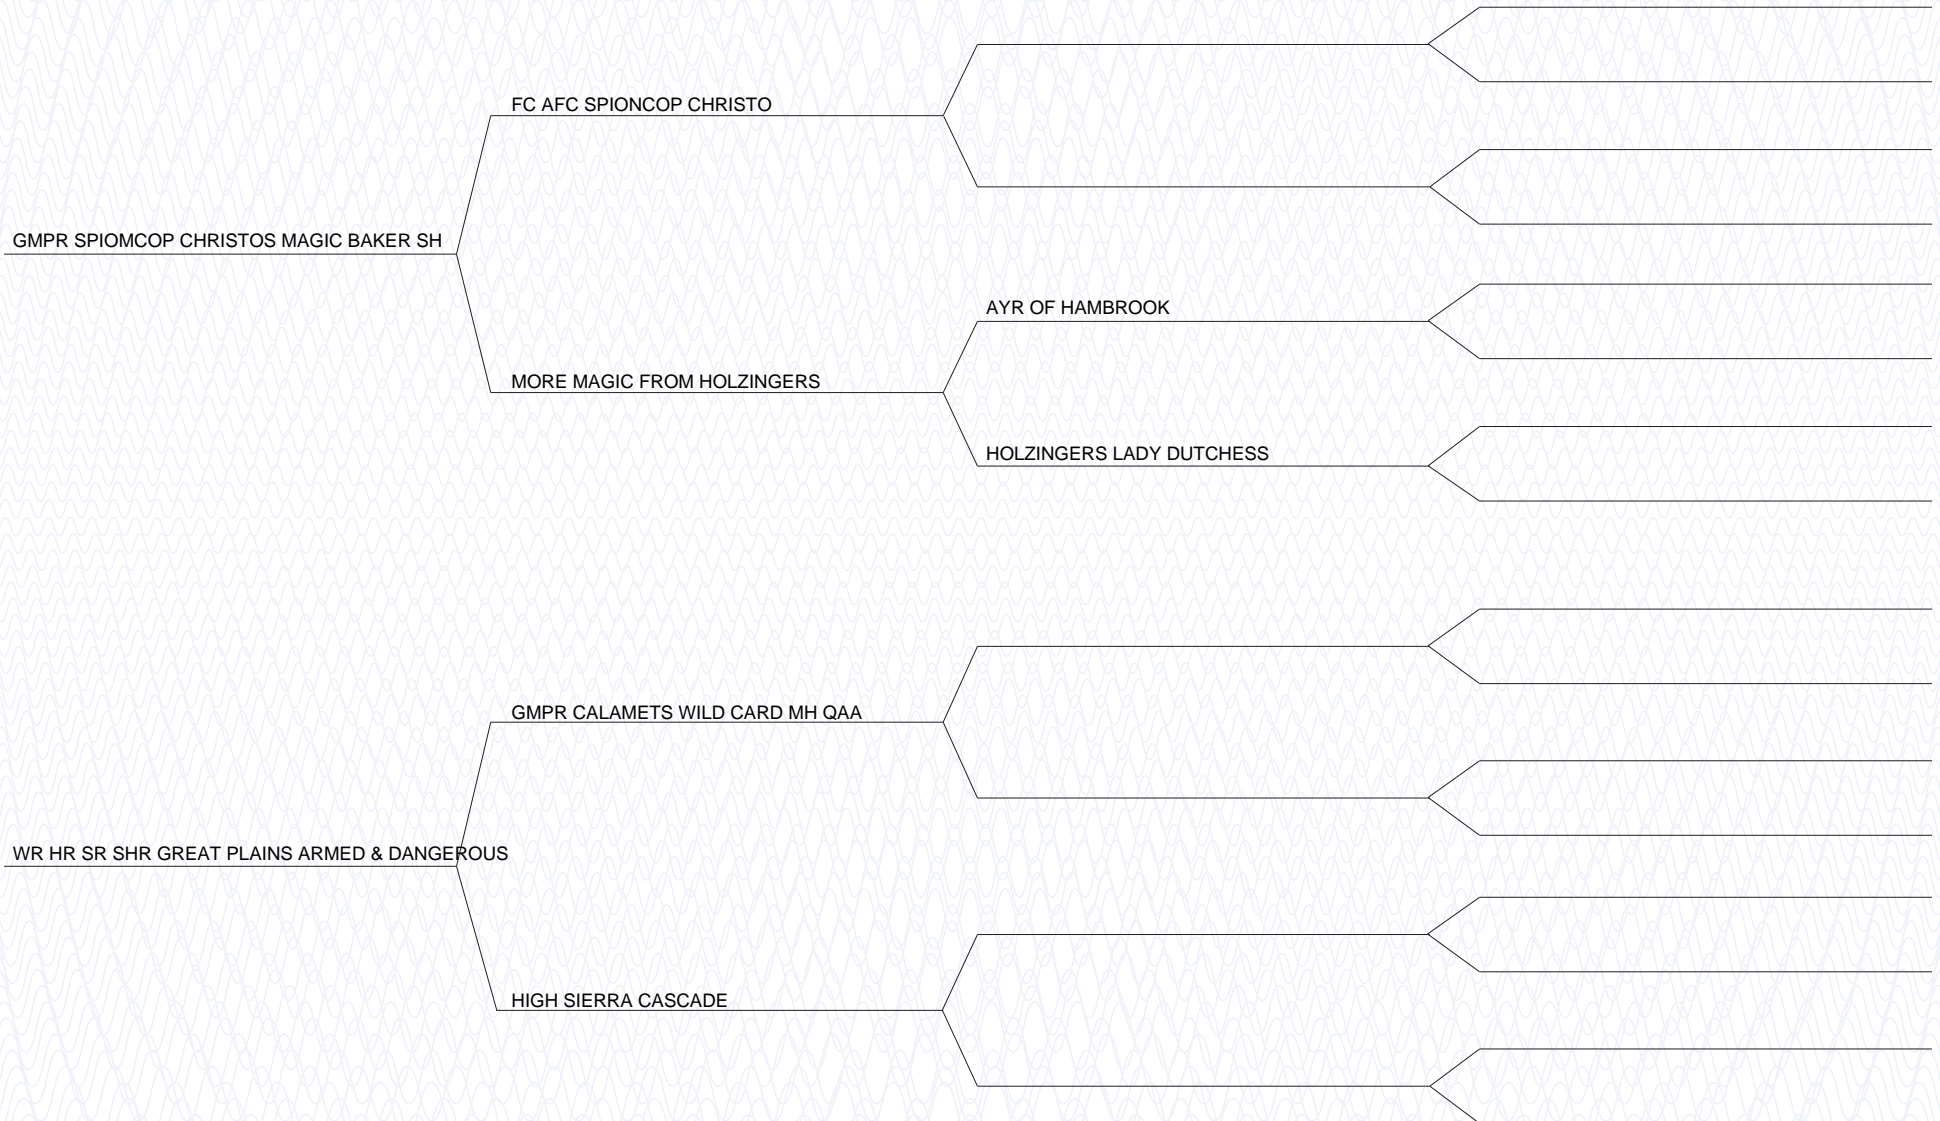 FC AFC SPIONCOP CHRISTO
GMPR SPIOMCOP CHRISTOS MAGIC BAKER SH
AYR OF HAMBROOK
MORE MAGIC FROM HOLZINGERS
HOLZINGERS LADY DUTCHESS
GMPR CALAMETS WILD CARD MH QAA
WR HR SR SHR GREAT PLAINS ARMED & DANGEROUS
HIGH SIERRA CASCADE